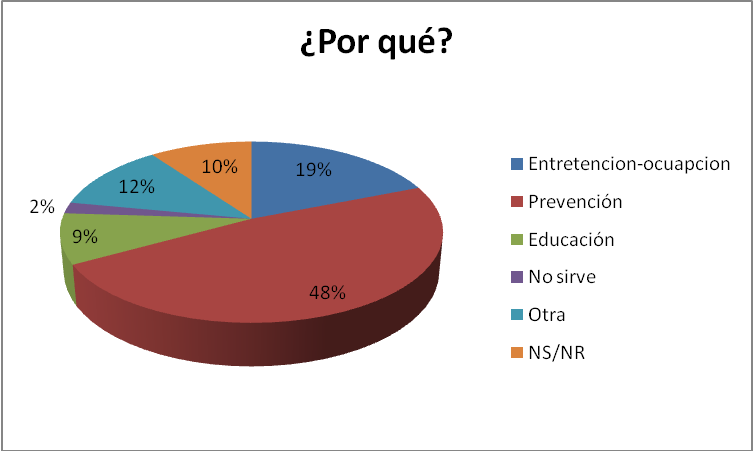 ¿Por qué?
19%
48%
9%
2%
12%
10%
Entretencion-ocuapcion
Prevención
Educación
No sirve
Otra
NS/NR